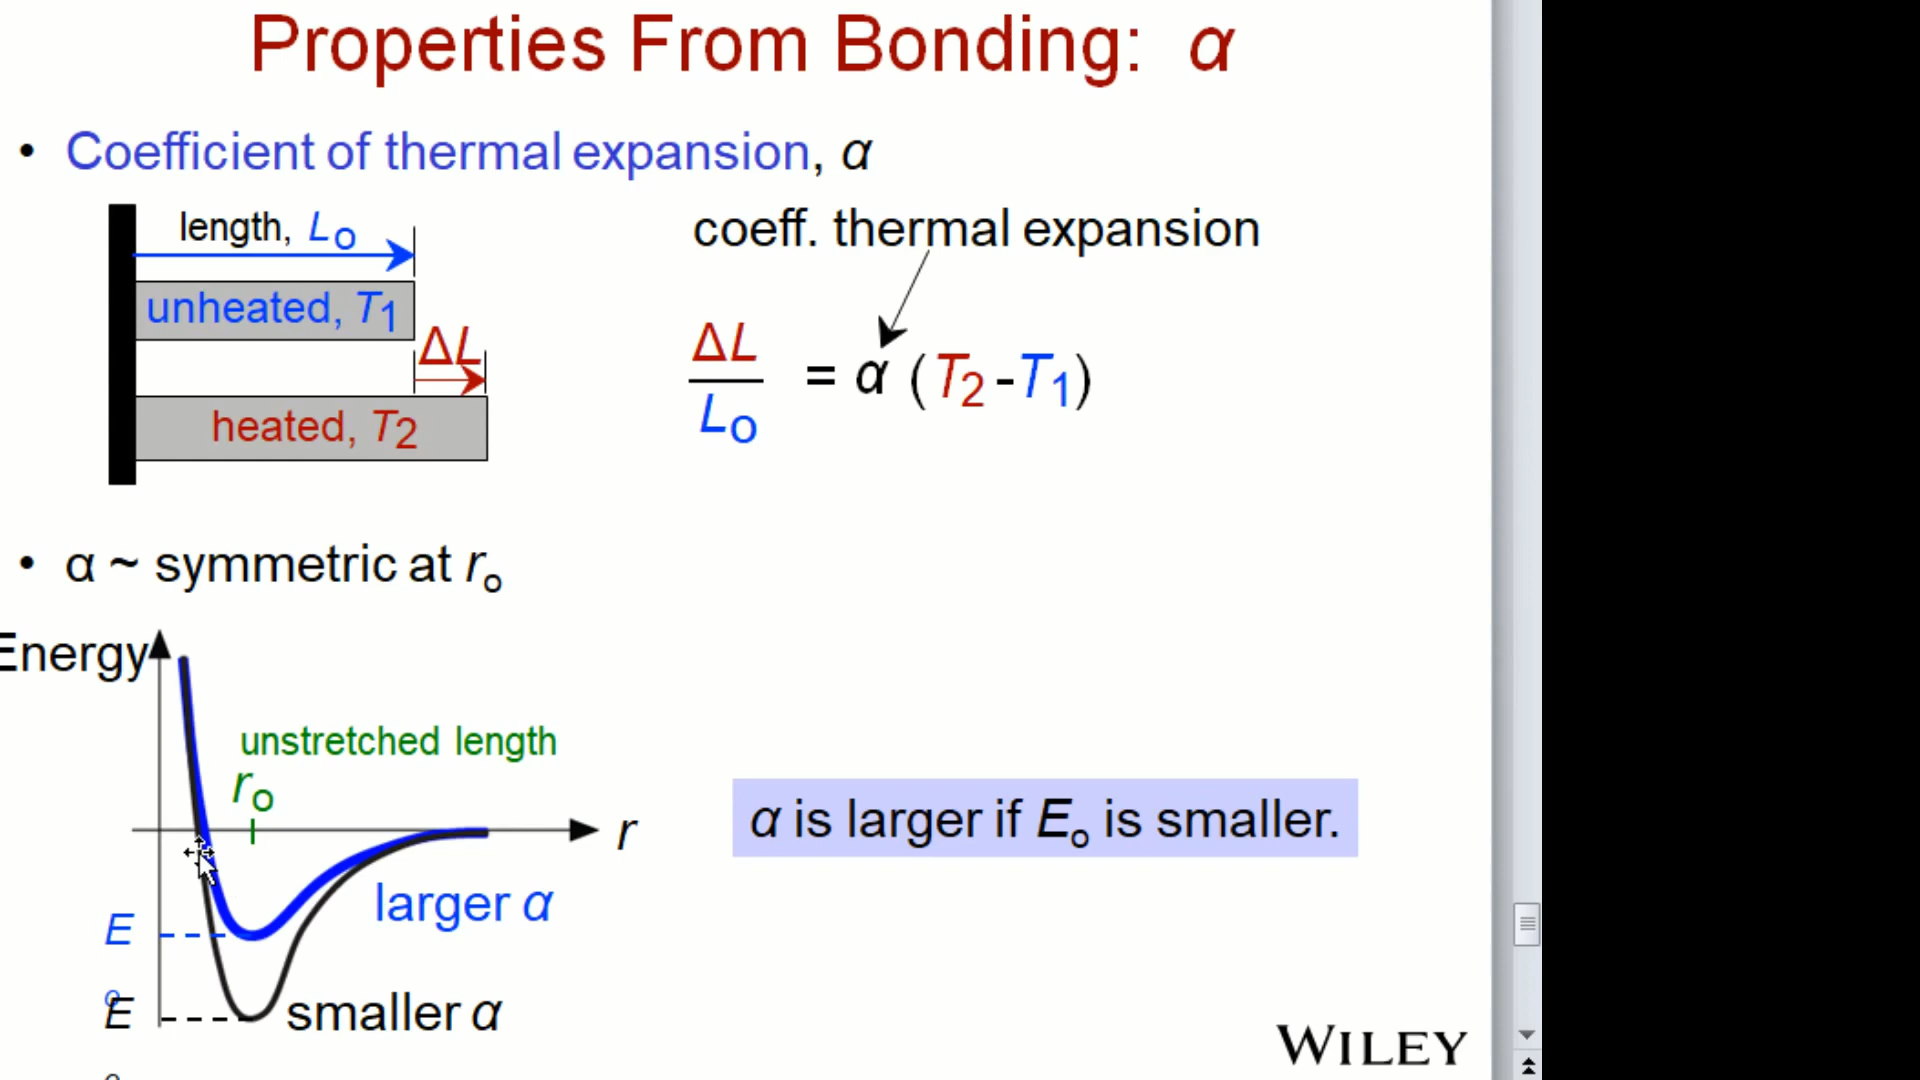 Properties From Bonding: α
• Coefficient of thermal expansion, α
length, Lo
unheated, T1
ΔL
heated, T2
coeff. thermal expansion
ΔL
Lo
= α (T2-T1)
• α ~ symmetric at ro
Energy
unstretched length
ro
r
larger α
E
o
E
smaller α
α is larger if Eo is smaller.
WILEY